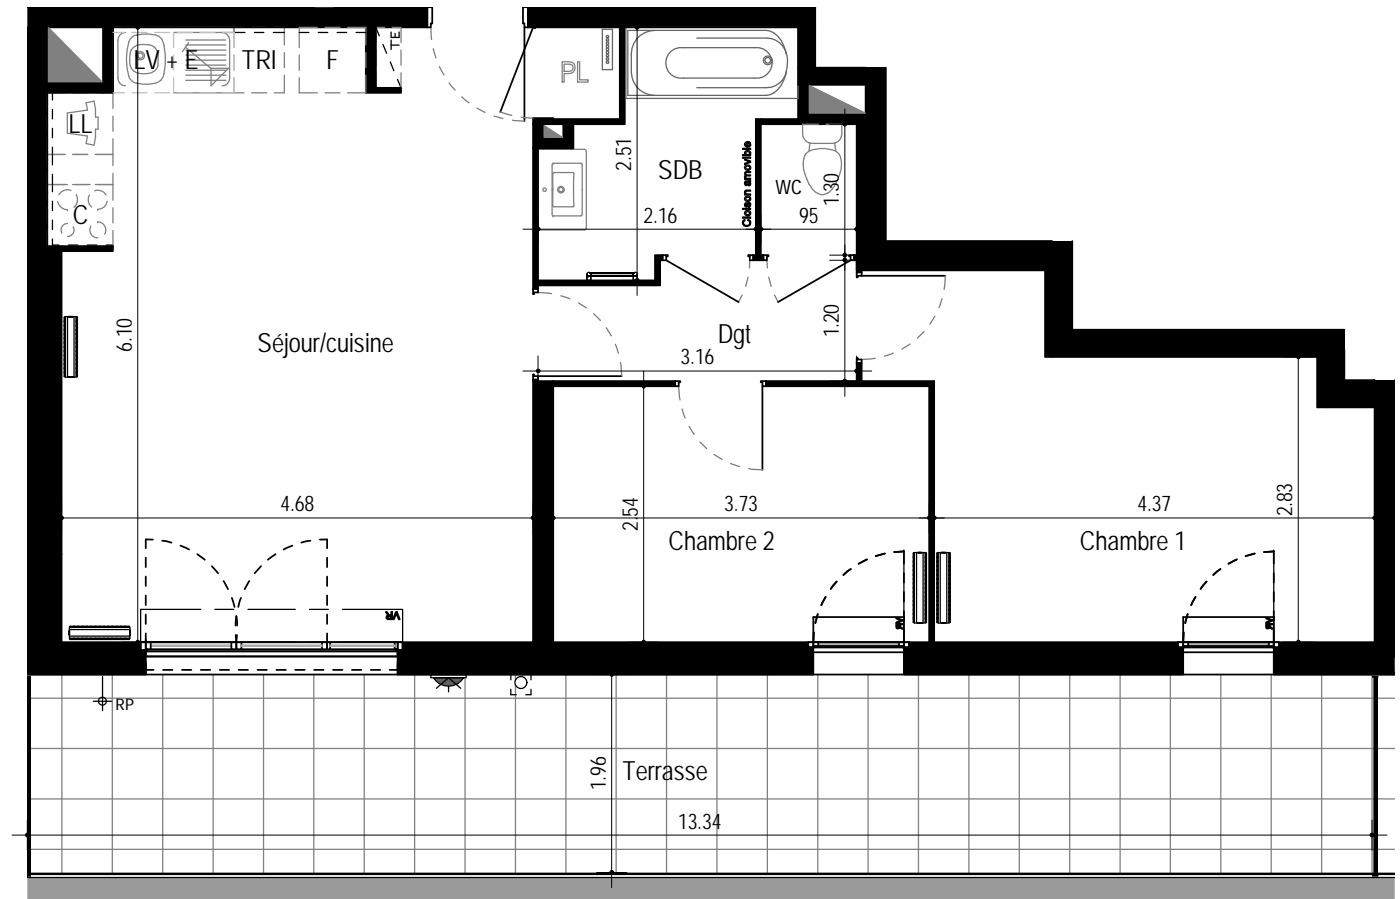 LV + E
TRI
F
TE
PL
LL
C
2.51
SDB
Cloison amovible
WC
1.30
2.16
95
6.10
Séjour/cuisine
Dgt
1.20
3.16
4.68
2.54
3.73
Chambre 2
4.37
2.83
Chambre 1
VR
VR
VR
RP
1.96
Terrasse
13.34